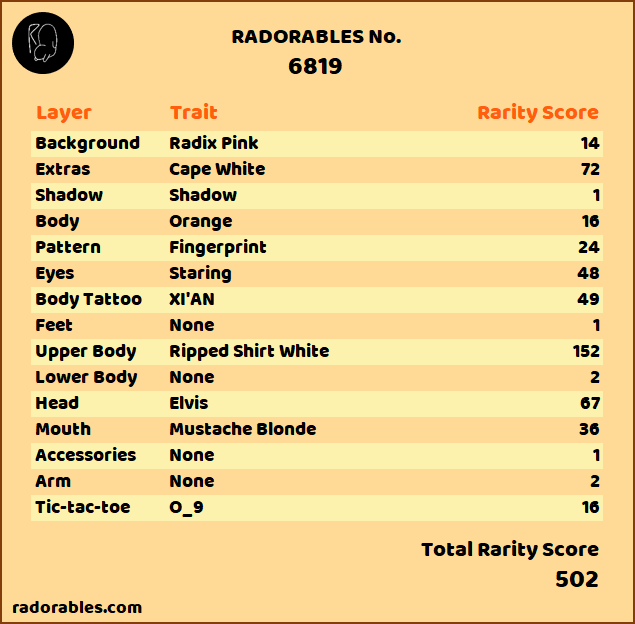 RADORABLES No.
6819
Layer Trait Rarity Score
Background Radix Pink 14
Extras Cape White 72
Shadow Shadow 1
Body Orange 16
Pattern Fingerprint 24
Eyes Staring 48
Body Tattoo XI'AN 49
Feet None 1
Upper Body Ripped Shirt White 152
Lower Body None 2
Head Elvis 67
Mouth Mustache Blonde 36
Accessories None 1
Arm None 2
Tic-tac-toe O_9 16
Total Rarity Score
502
radorables.com